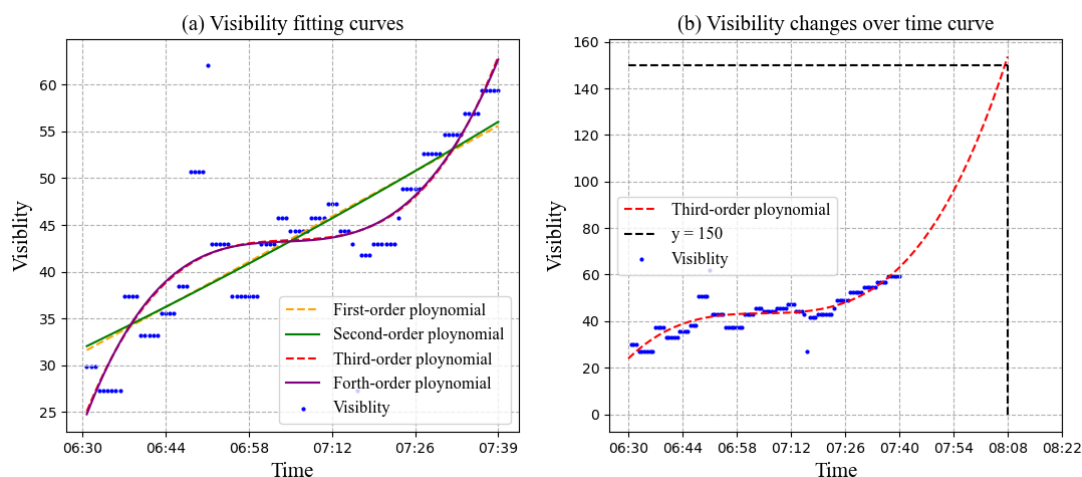 (a) Visibility fitting curves
Visiblity
60
55
50
45
40
35
30
25
First-order ploynomial
Second-order ploynomial
Third-order ploynomial
Forth-order ploynomial
Visiblity
06:30 06:44 06:58 07:12 07:26 07:39
Time
(b) Visibility changes over time curve
Visiblity
160
140
120
100
80
60
40
20
0
Third-order ploynomial
y = 150
Visiblity
06:30 06:44 06:58 07:12 07:26 07:40 07:54 08:08 08:22
Time